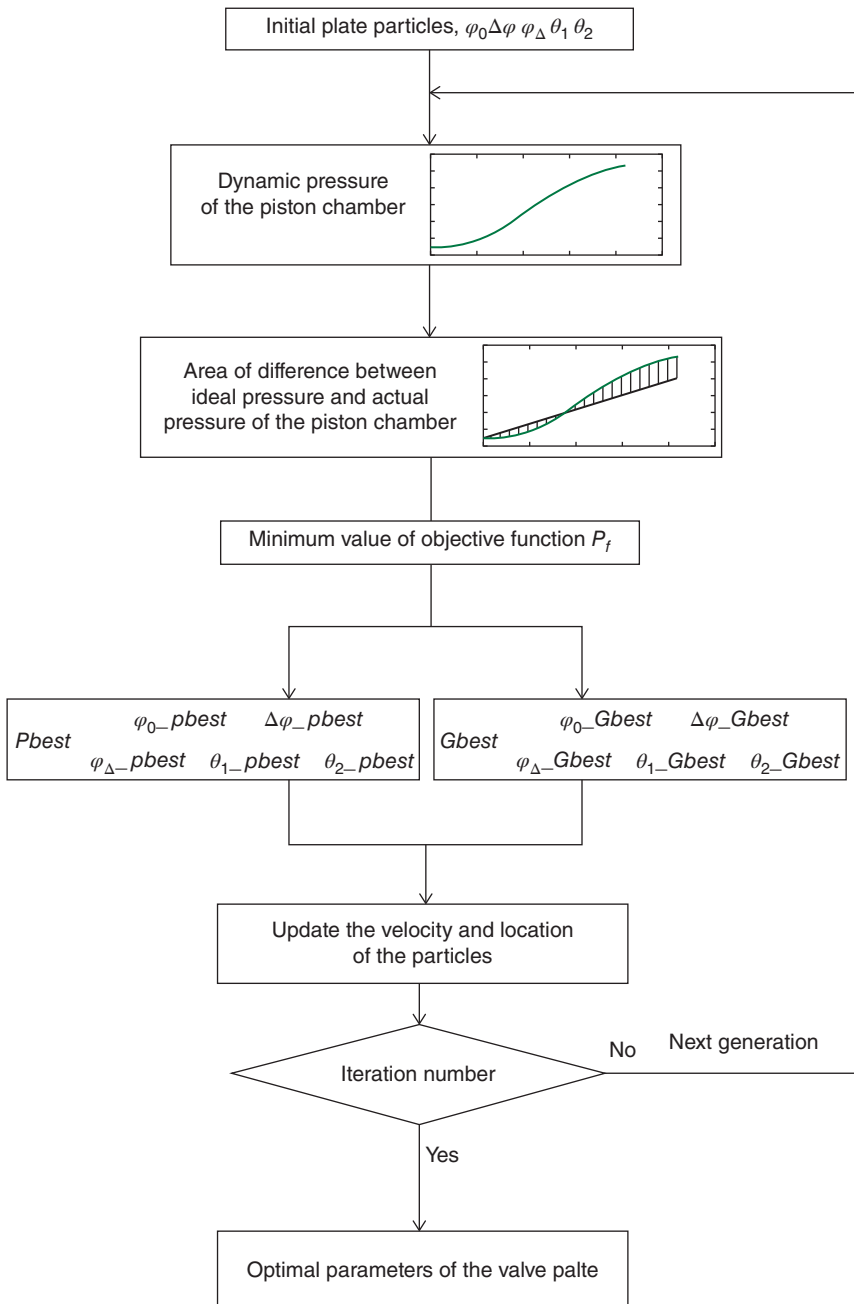 Initial plate particles, φ0Δφ φΔ θ1 θ2
Dynamic pressure
of the piston chamber
Area of difference between
ideal pressure and actual
pressure of the piston chamber
Minimum value of objective function Pf
Pbest
φ0_pbest Δφ_pbest
φΔ_pbest θ1_pbest θ2_pbest
Gbest
φ0_Gbest Δφ_Gbest
φΔ_Gbest θ1_Gbest θ2_Gbest
Update the velocity and location
of the particles
Iteration number
No
Next generation
Yes
Optimal parameters of the valve palte